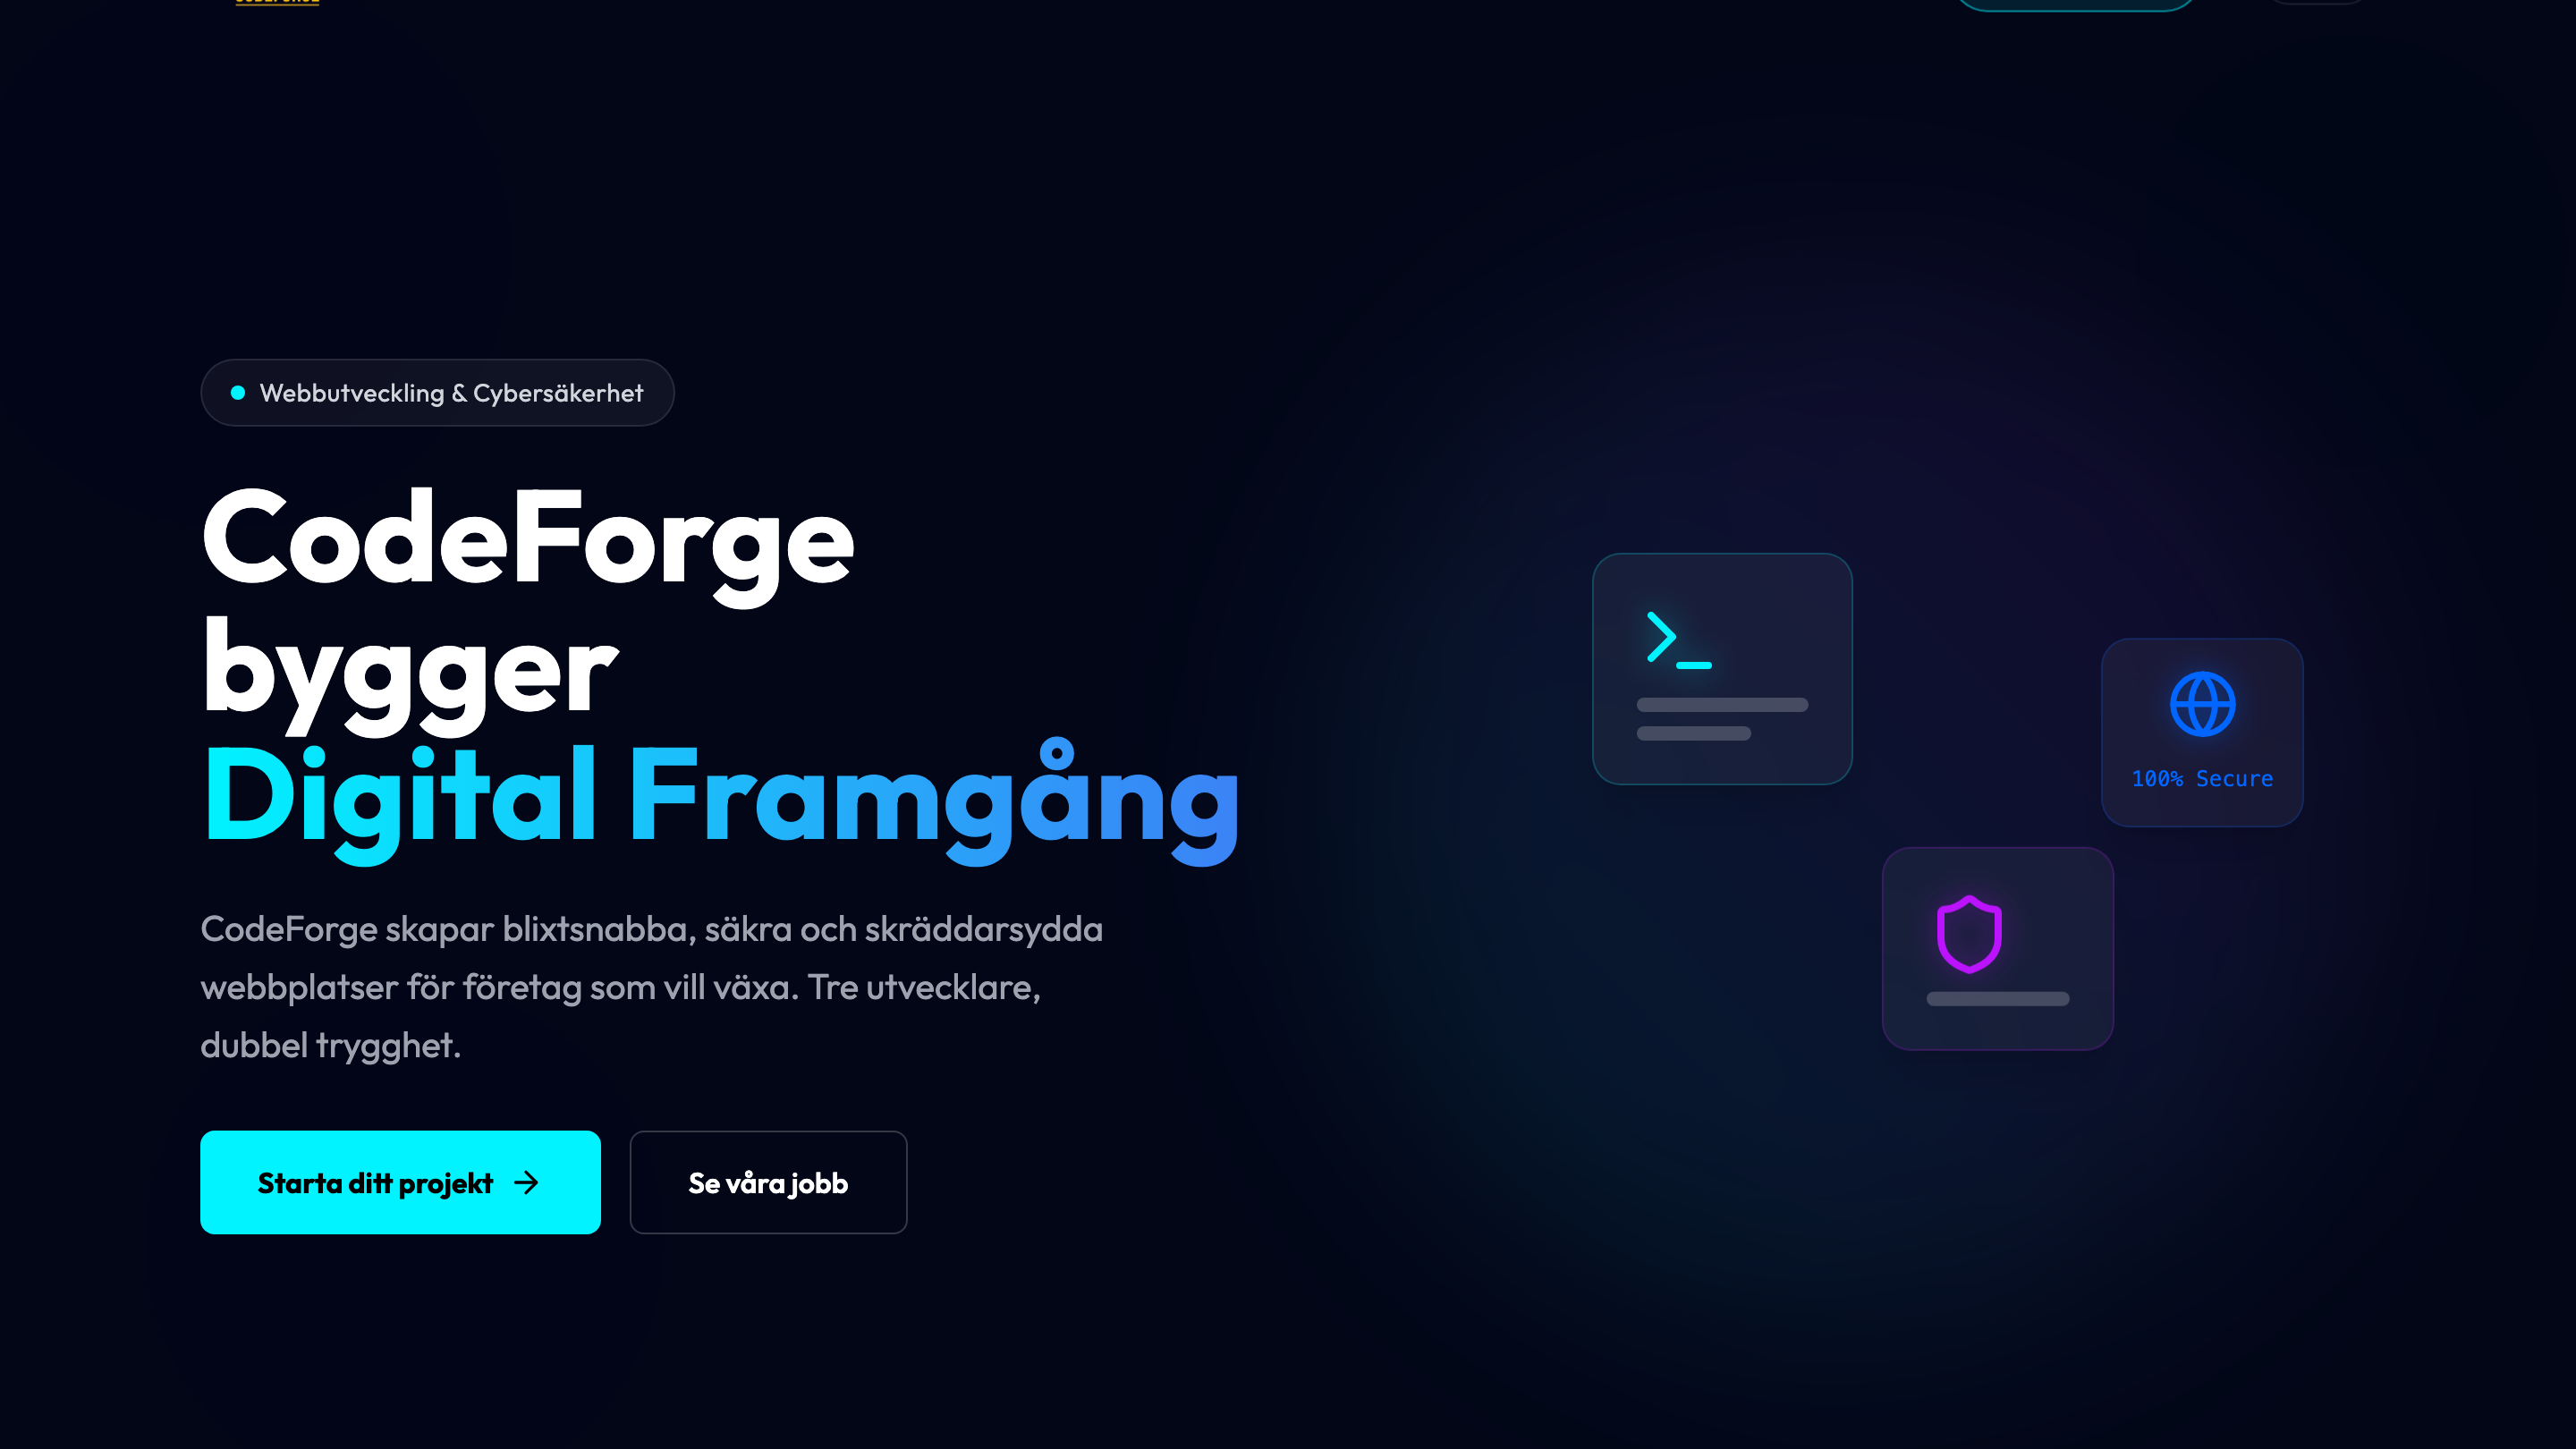 Webbutveckling & Cybersäkerhet
CodeForge
bygger
Digital Framgång
CodeForge skapar blixtsnabba, säkra och skräddarsydda
webbplatser för företag som vill växa. Tre utvecklare,
dubbel trygghet.
Starta ditt projekt
Se våra jobb
100% Secure